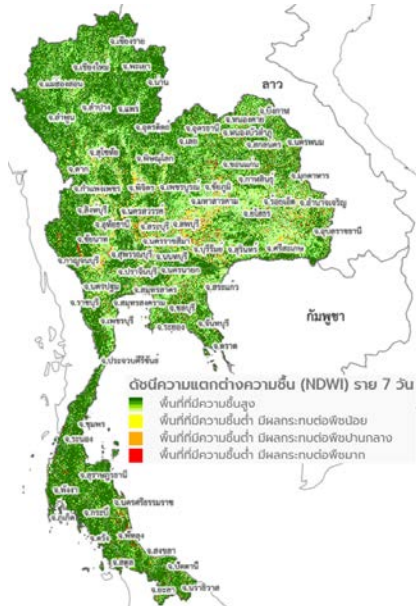 จ.เชียงราย
จ.เชียงใหม่
จ.พะเยา
จ.แม่ฮ่องสอน
จ.น่าน
จ.ลำปาง
จ.แพร่
จ.ลำพูน
ลาว
จ.บึงกาฬ
จ.อุตรดิตถ์
จ.อุดรธานี
จ.หนองคาย
จ.เลย
จ.หนองบัวลำภู
จ.สกลนคร
จ.นครพนม
จ.สุโขทัย
จ.พิษณุโลก
จ.ตาก
จ.ขอนแก่น
จ.กาฬสินธุ์
จ.มุกดาหาร
จ.กำแพงเพชร
จ.พิจิตร
จ.เพชรบูรณ์
จ.ชัยภูมิ
จ.มหาสารคาม
จ.ร้อยเอ็ด
จ.อำนาจเจริญ
จ.ยโสธร
จ.สิงห์บุรี
จ.นครสวรรค์
จ.อุทัยธานี
จ.สระบุรี
จ.ลพบุรี
จ.อุบลราชธานี
จ.ชัยนาท
จ.นครราชสีมา
จ.บุรีรัมย์
จ.สุรินทร์
จ.ศรีสะเกษ
จ.กาญจนบุรี
จ.สุพรรณบุรี
จ.นนทบุรี
จ.ปราจีนบุรี
จ.นครนายก
จ.นครปฐม
จ.สมุทรสาคร
จ.สระแก้ว
จ.ราชบุรี
จ.สมุทรสงคราม
จ.ชลบุรี
จ.เพชรบุรี
จ.ระยอง
จ.จันทบุรี
กัมพูชา
จ.ตราด
จ.ประจวบคีรีขันธ์
ดัชนีความแตกต่างความชื้น (NDWI) ราย 7 วัน
พื้นที่ที่มีความชื้นสูง
พื้นที่ที่มีความชื้นต่ำ มีผลกระทบต่อพืชน้อย
พื้นที่ที่มีความชื้นต่ำ มีผลกระทบต่อพืชปานกลาง
พื้นที่ที่มีความชื้นต่ำ มีผลกระทบต่อพืชมาก
จ.ชุมพร
จ.ระนอง
จ.สุราษฎร์ธานี
จ.พังงา
จ.นครศรีธรรมราช
จ.กระบี่
จ.ภูเก็ต
จ.ตรัง
จ.พัทลุง
จ.สงขลา
จ.สตูล
จ.ปัตตานี
จ.ยะลา
จ.นราธิวาส